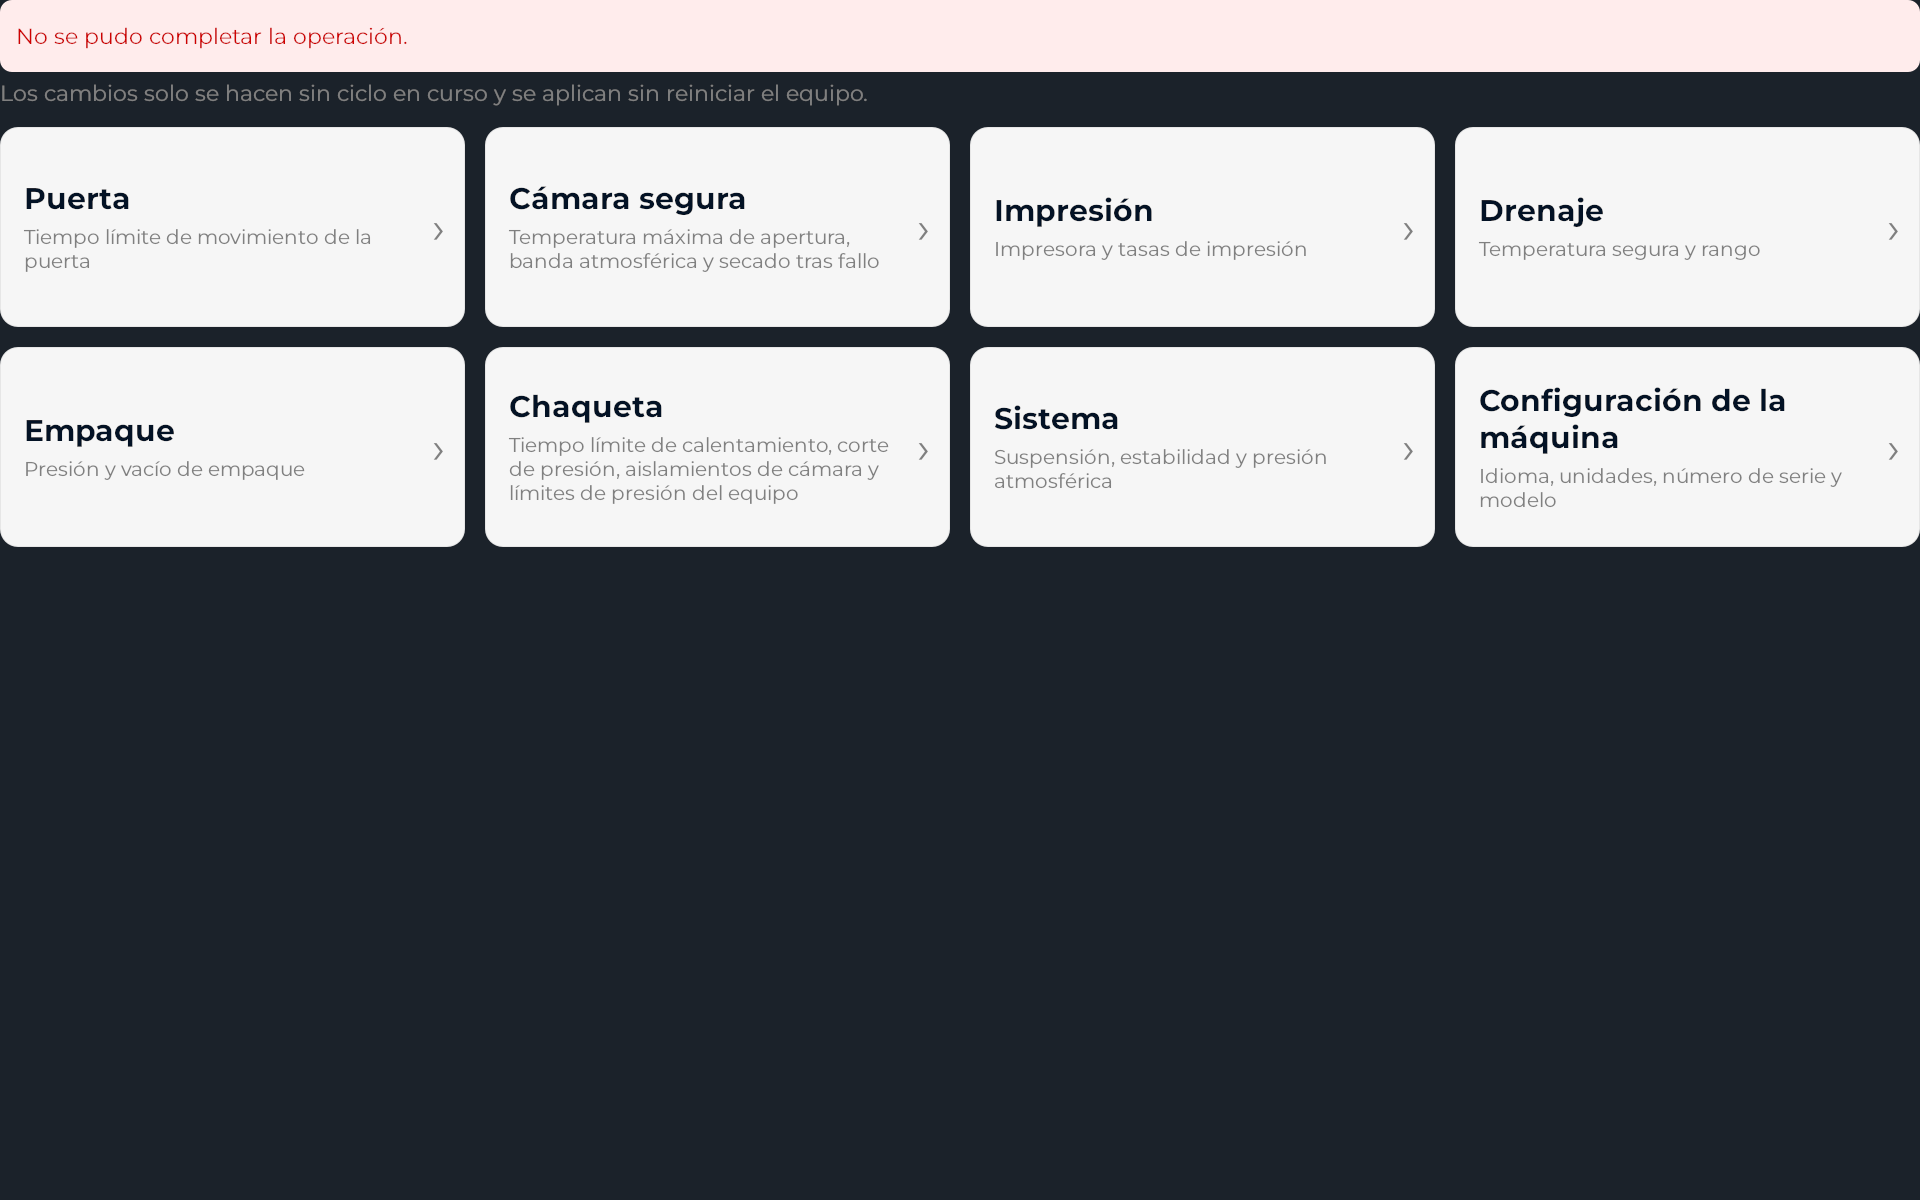 No se pudo completar la operación.
Los cambios solo se hacen sin ciclo en curso y se aplican sin reiniciar el equipo.
Puerta
Tiempo límite de movimiento de la
puerta
Cámara segura
Temperatura máxima de apertura,
banda atmosférica y secado tras fallo
Impresión
Impresora y tasas de impresión
Drenaje
Temperatura segura y rango
Empaque
Presión y vacío de empaque
Chaqueta
Tiempo límite de calentamiento, corte
de presión, aislamientos de cámara y
límites de presión del equipo
Sistema
Suspensión, estabilidad y presión
atmosférica
Configuración de la
máquina
Idioma, unidades, número de serie y
modelo